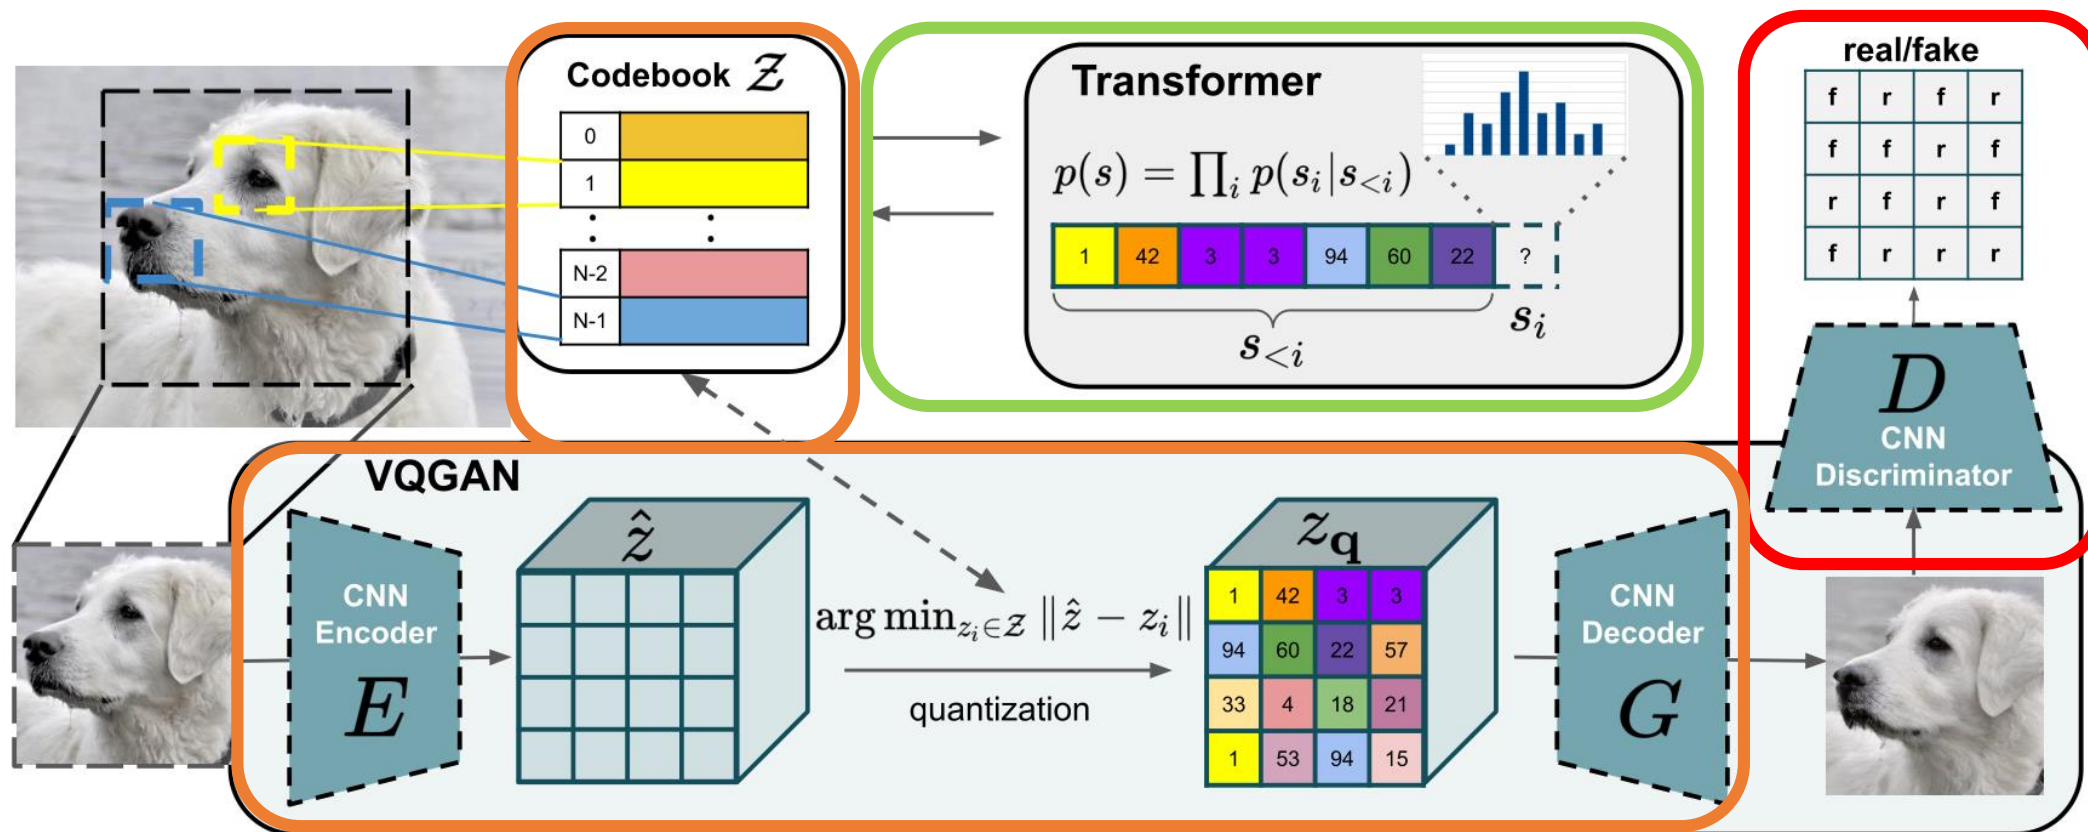 Codebook 𝒵
0
1
N-2
N-1
Transformer
p(s) = ∏ᵢ p(sᵢ|s<ᵢ)
1 42 3 3 94 60 22 ?
s<ᵢ
sᵢ
real/fake
f r f r
f f r f
r f r f
f r r r
D
CNN
Discriminator
VQGAN
CNN
Encoder
E
ẑ
arg min_{zᵢ∈𝒵} ‖ẑ − zᵢ‖
quantization
z_q
1 42 3 3
94 60 22 57
33 4 18 21
1 53 94 15
CNN
Decoder
G